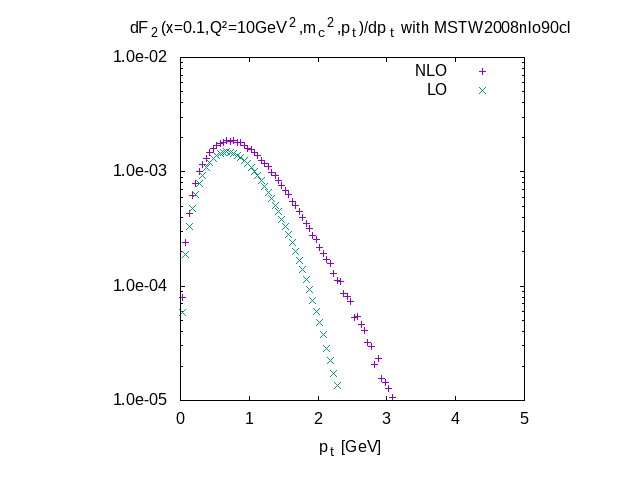 dF₂(x=0.1,Q²=10GeV²,m_c²,p_t)/dp_t with MSTW2008nlo90cl
1.0e-02
NLO
LO
1.0e-03
1.0e-04
1.0e-05
0 1 2 3 4 5
p_t [GeV]